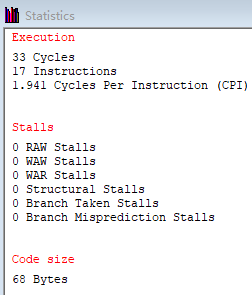 Statistics
Execution
33 Cycles
17 Instructions
1.941 Cycles Per Instruction (CPI)
Stalls
0 RAW Stalls
0 WAW Stalls
0 WAR Stalls
0 Structural Stalls
0 Branch Taken Stalls
0 Branch Misprediction Stalls
Code size
68 Bytes